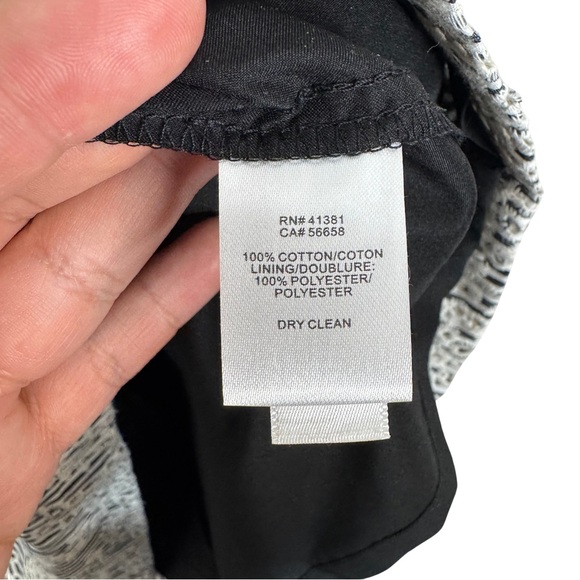 RN# 41381
CA# 56658
100% COTTON/COTON
LINING/DOUBLURE:
100% POLYESTER/
POLYESTER
DRY CLEAN